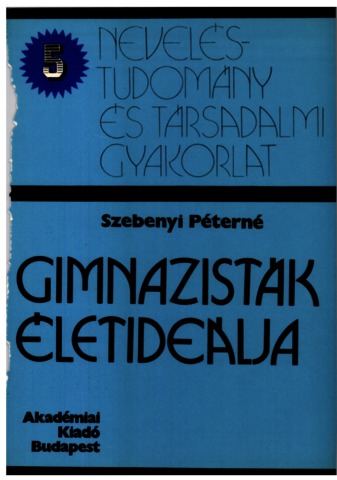 5
NEVELÉS-
TUDOMÁNY
ÉS TÁRSADALMI
GYAKORLAT
Szebenyi Péterné
GIMNAZISTÁK
ÉLETIDEÁLJA
Akadémiai
Kiadó
Budapest